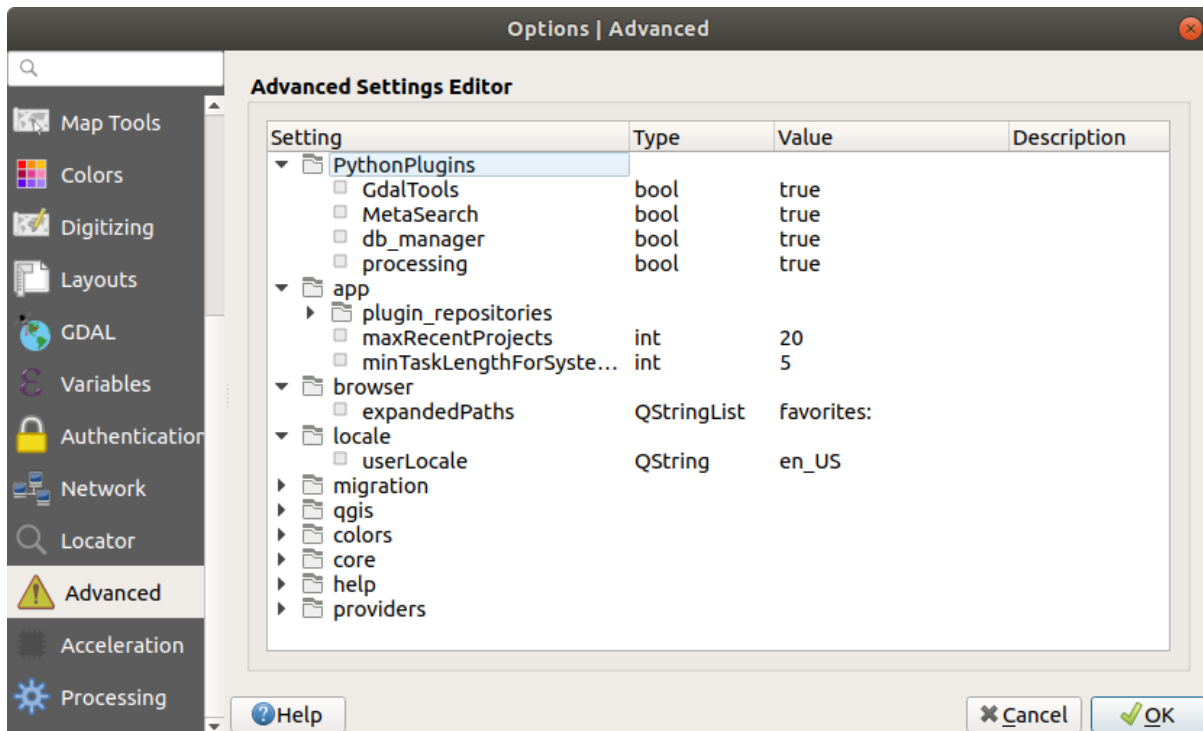 Options | Advanced
Map Tools
Colors
Digitizing
Layouts
GDAL
Variables
Authentication
Network
Locator
Advanced
Acceleration
Processing
Advanced Settings Editor
Setting Type Value Description
PythonPlugins
GdalTools bool true
MetaSearch bool true
db_manager bool true
processing bool true
app
plugin_repositories
maxRecentProjects int 20
minTaskLengthForSyste... int 5
browser
expandedPaths QStringList favorites:
locale
userLocale QString en_US
migration
qgis
colors
core
help
providers
Help Cancel OK